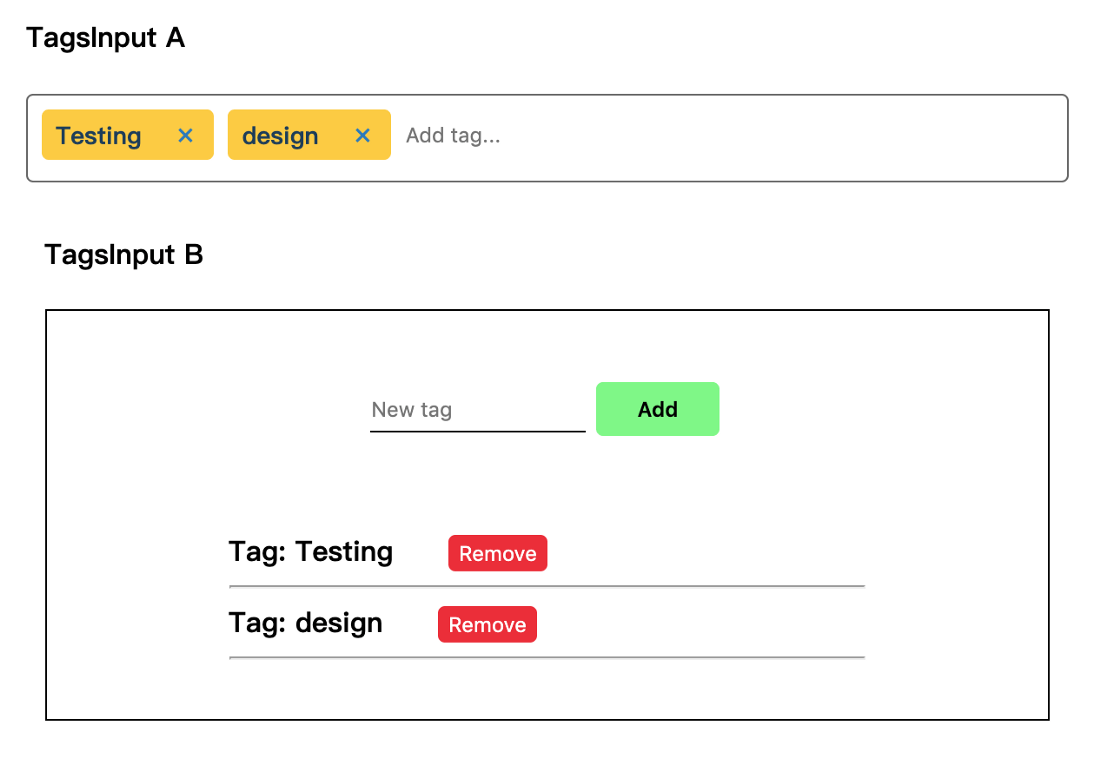 TagsInput A
Testing × design × Add tag...
TagsInput B
New tag Add
Tag: Testing Remove
Tag: design Remove